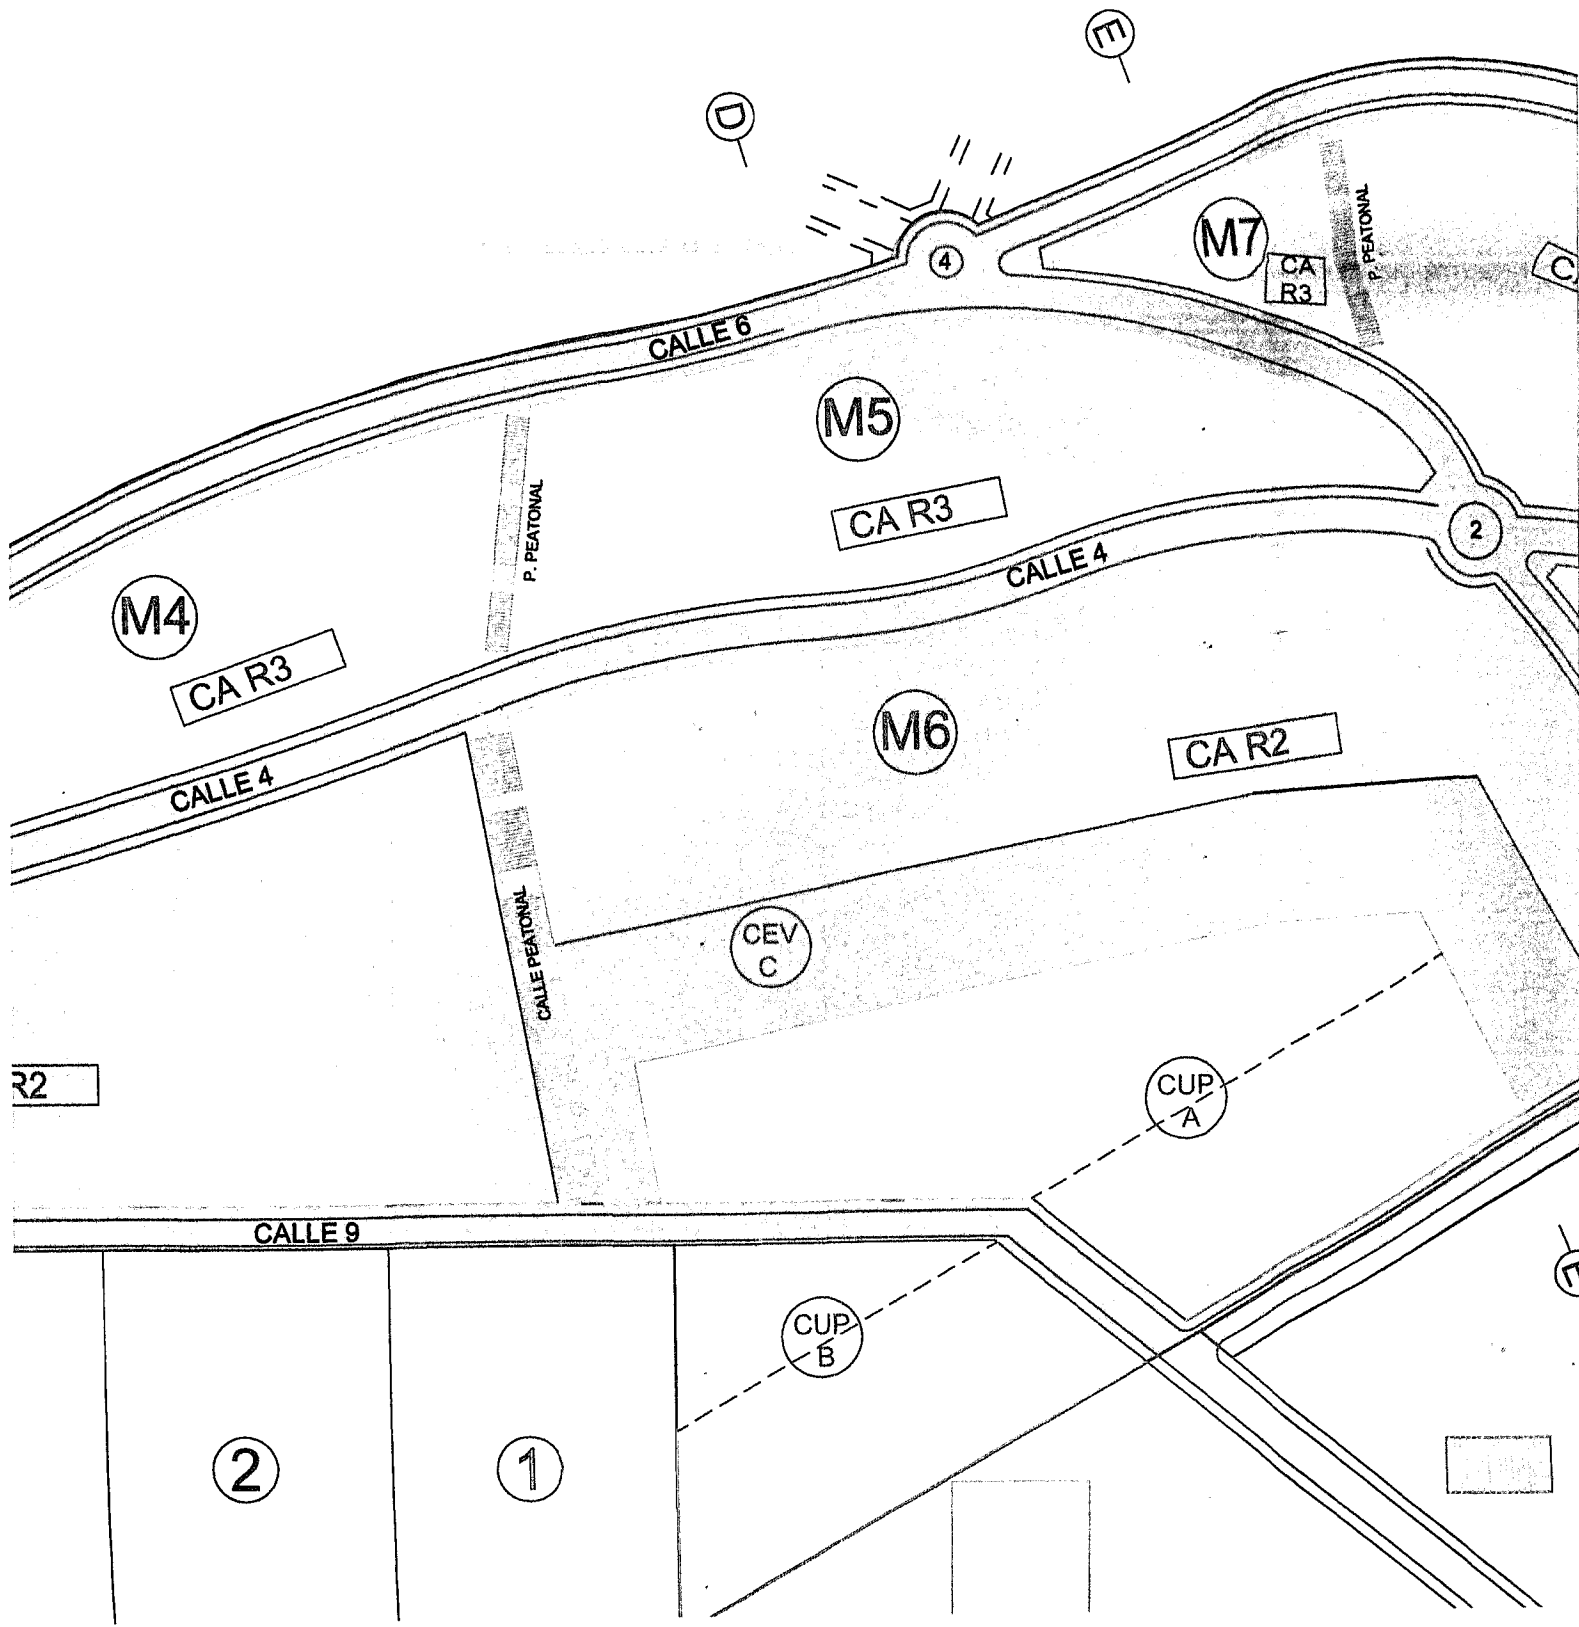 E
D
M7
P. PEATONAL
4
CA
R3
CALLE 6
M5
P. PEATONAL
CA R3
2
CALLE 4
M4
CA R3
M6
CA R2
CALLE 4
CALLE PEATONAL
CEV
C
R2
CUP
A
CALLE 9
CUP
B
2
1